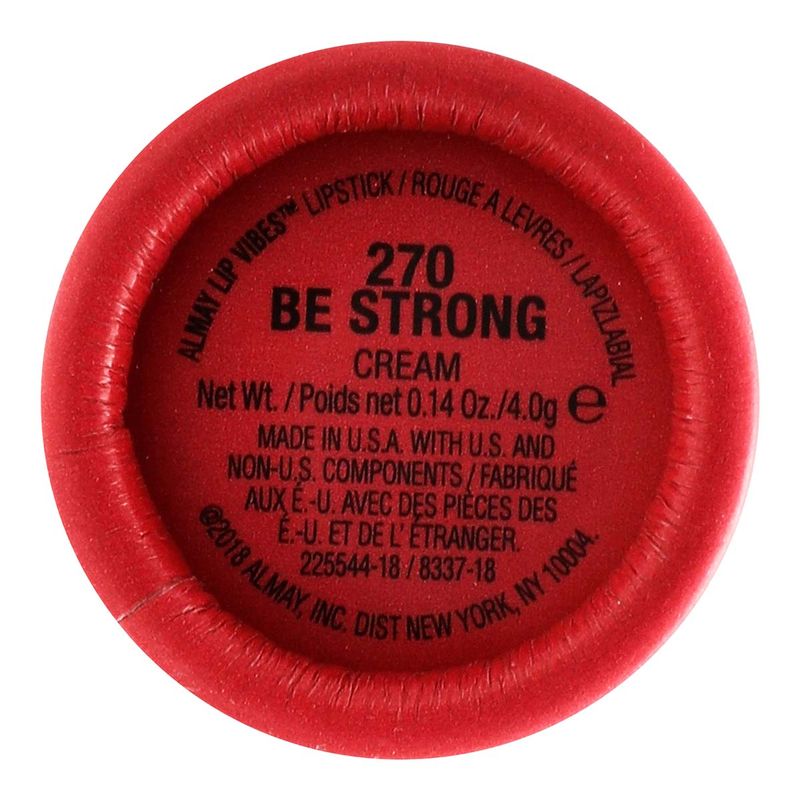 ALMAY LIP VIBES™ LIPSTICK / ROUGE A LEVRES / LAPIZLABIAL
270
BE STRONG
CREAM
Net Wt. / Poids net 0.14 Oz./4.0g ℮
MADE IN U.S.A. WITH U.S. AND
NON-U.S. COMPONENTS / FABRIQUÉ
AUX É.-U. AVEC DES PIÈCES DES
É.-U. ET DE L' ÉTRANGER.
225544-18 / 8337-18
©2018 ALMAY, INC. DIST NEW YORK, NY 10004.